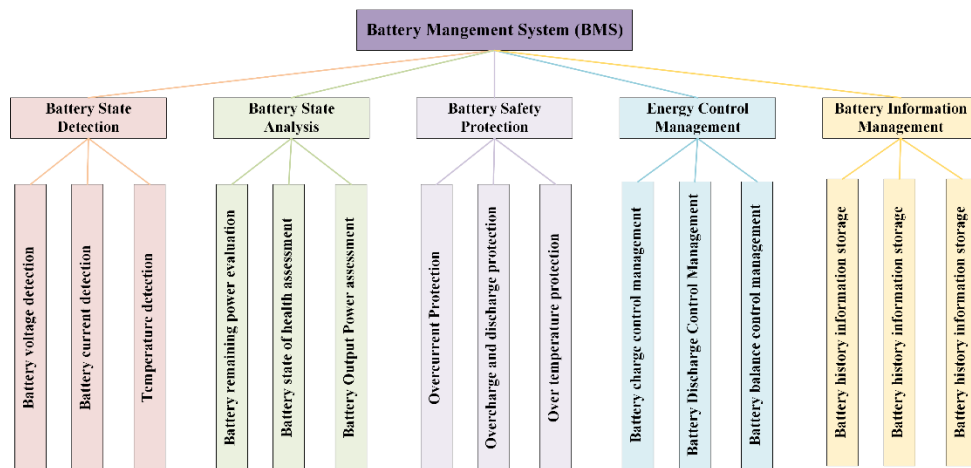 Battery Mangement System (BMS)
Battery State
Detection
Battery State
Analysis
Battery Safety
Protection
Energy Control
Management
Battery Information
Management
Battery voltage detection
Battery current detection
Temperature detection
Battery remaining power evaluation
Battery state of health assessment
Battery Output Power assessment
Overcurrent Protection
Overcharge and discharge protection
Over temperature protection
Battery charge control management
Battery Discharge Control Management
Battery balance control management
Battery history information storage
Battery history information storage
Battery history information storage